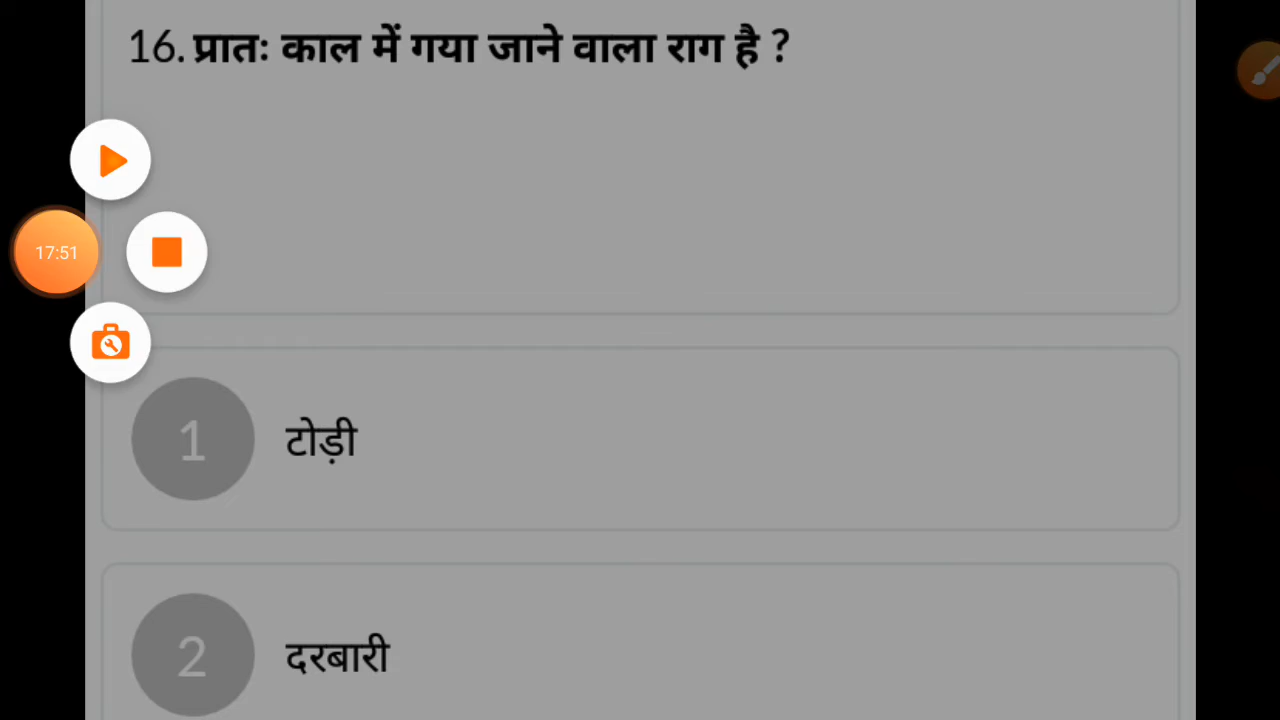 16. प्रातः काल में गया जाने वाला राग है ?
17:51
1 टोड़ी
2 दरबारी